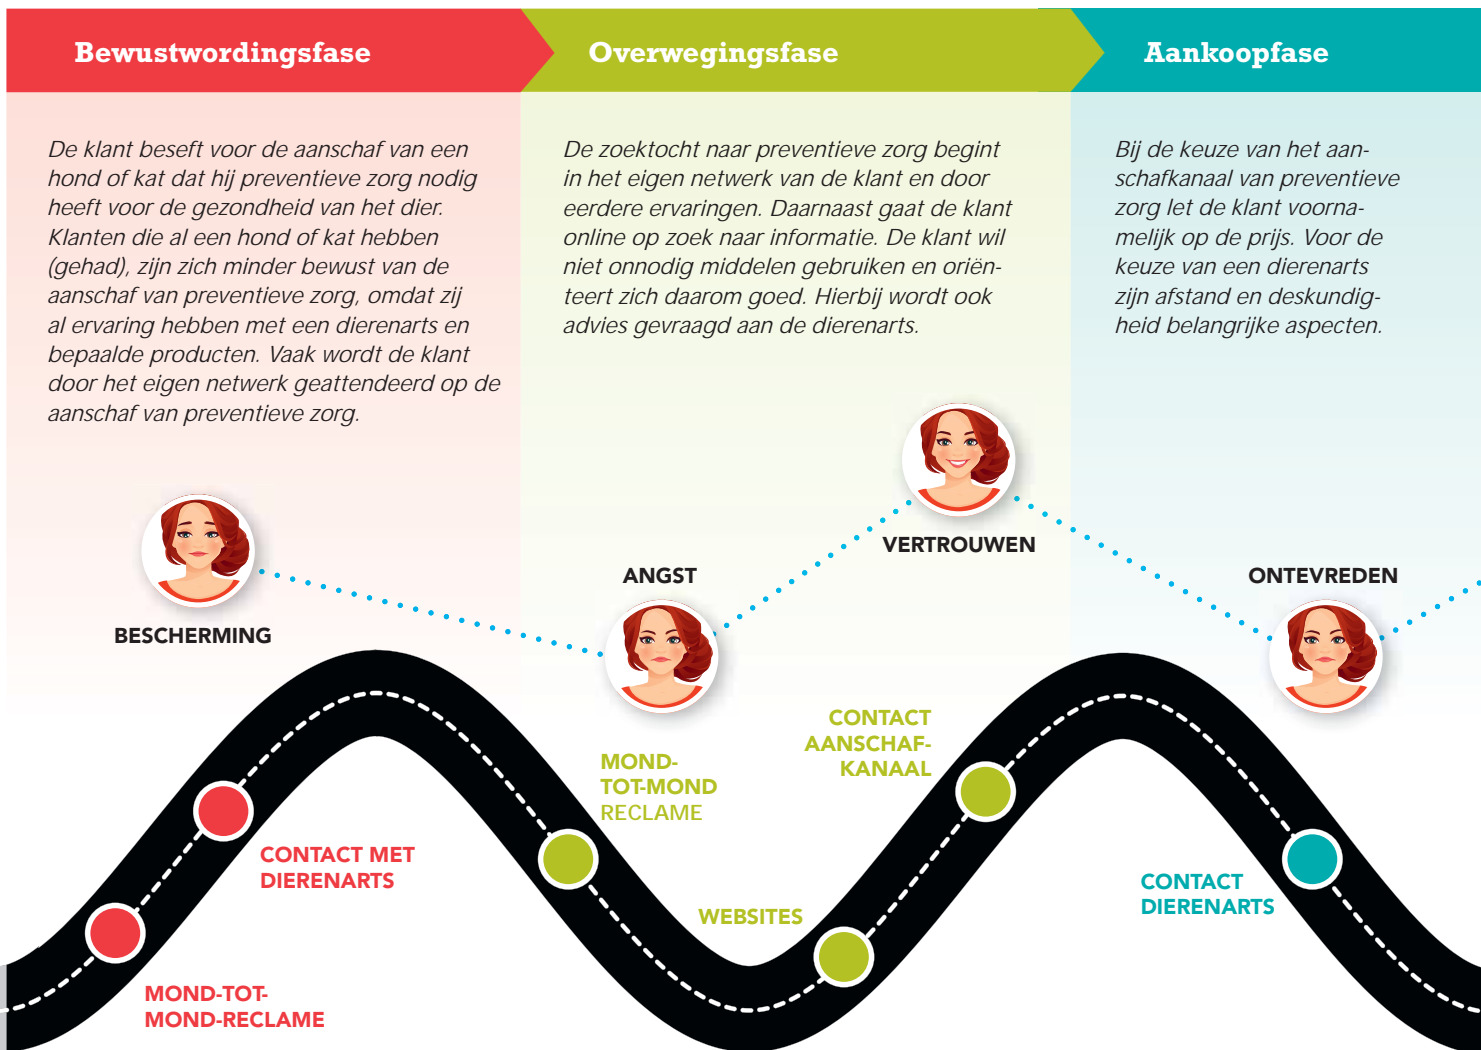 Bewustwordingsfase
De klant beseft voor de aanschaf van een
hond of kat dat hij preventieve zorg nodig
heeft voor de gezondheid van het dier.
Klanten die al een hond of kat hebben
(gehad), zijn zich minder bewust van de
aanschaf van preventieve zorg, omdat zij
al ervaring hebben met een dierenarts en
bepaalde producten. Vaak wordt de klant
door het eigen netwerk geattendeerd op de
aanschaf van preventieve zorg.
Overwegingsfase
De zoektocht naar preventieve zorg begint
in het eigen netwerk van de klant en door
eerdere ervaringen. Daarnaast gaat de klant
online op zoek naar informatie. De klant wil
niet onnodig middelen gebruiken en oriën-
teert zich daarom goed. Hierbij wordt ook
advies gevraagd aan de dierenarts.
Aankoopfase
Bij de keuze van het aan-
schafkanaal van preventieve
zorg let de klant voorna-
melijk op de prijs. Voor de
keuze van een dierenarts
zijn afstand en deskundig-
heid belangrijke aspecten.
BESCHERMING
ANGST
VERTROUWEN
ONTEVREDEN
MOND-TOT-
MOND-RECLAME
CONTACT MET
DIERENARTS
MOND-
TOT-MOND
RECLAME
WEBSITES
CONTACT
AANSCHAF-
KANAAL
CONTACT
DIERENARTS